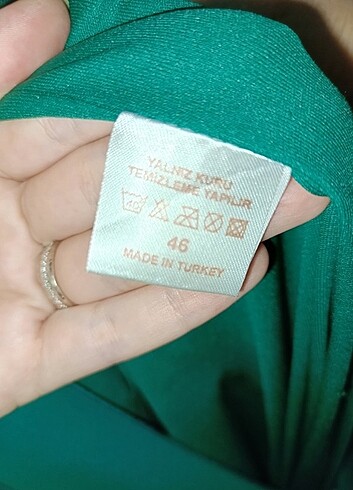 YALNIZ KURU
TEMİZLEME YAPILIR
46
MADE IN TURKEY